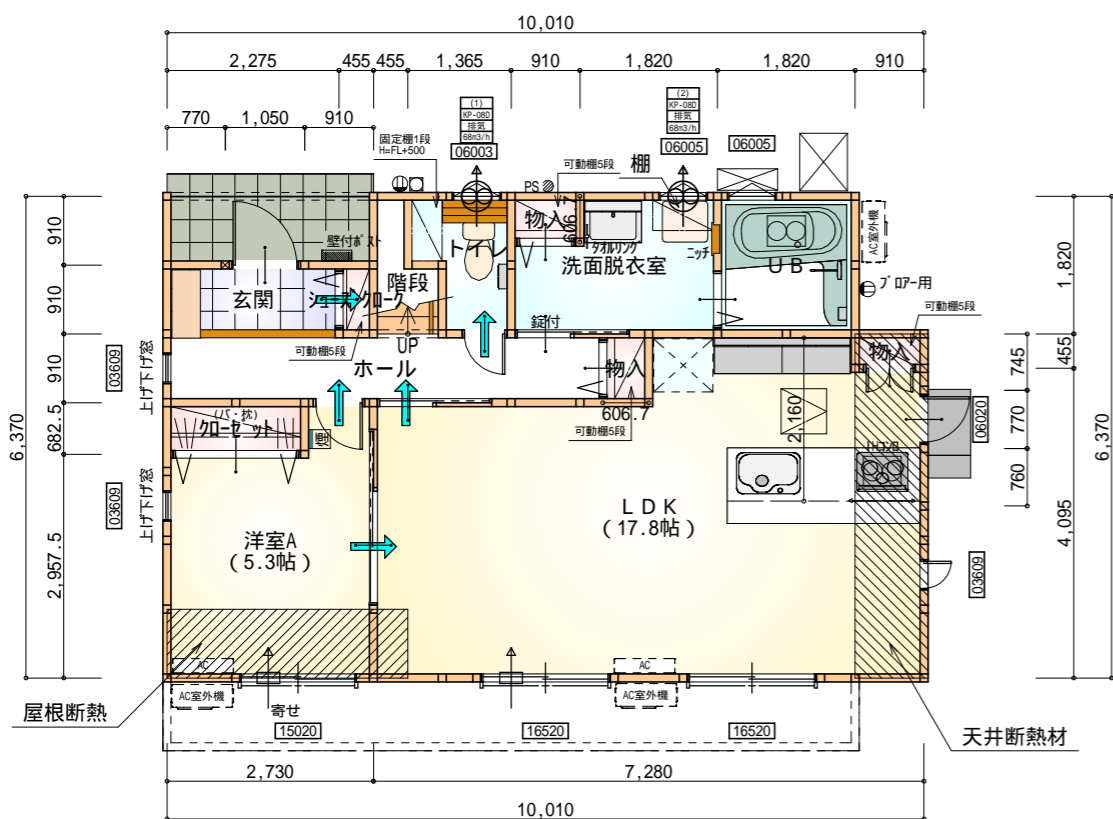 10,010
2,275
455
455
1,365
910
1,820
1,820
910
770
1,050
910
(1)
KP-08D
排気
68m3/h
06003
(2)
KP-08D
排気
68m3/h
06005
06005
固定棚1段
H=FL+500
可動棚5段
棚
PS
910
910
910
682.5
2,957.5
6,370
壁付ポスト
玄関
シューズクローク
階段
トイレ
物入
606.7
タオルリング
洗面脱衣室
ニッチ
UB
AC室外機
ブロアー用
可動棚5段
物入
可動棚5段
UP
錠付
ホール
物入
606.7
可動棚5段
2,160
03609
上げ下げ窓
(パ・枕)
クローゼット
煙
03609
上げ下げ窓
洋室A
(5.3帖)
LDK
(17.8帖)
IHコンロ
1,820
455
745
770
760
06020
4,095
6,370
03609
AC
AC室外機
寄せ
AC
AC室外機
屋根断熱
天井断熱材
15020
16520
16520
2,730
7,280
10,010